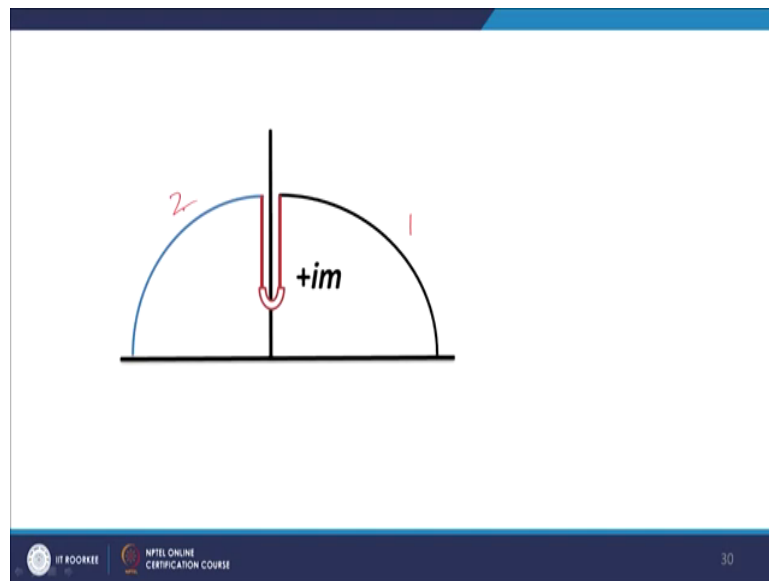 2
1
+im
IIT ROORKEE
NPTEL ONLINE
CERTIFICATION COURSE
30